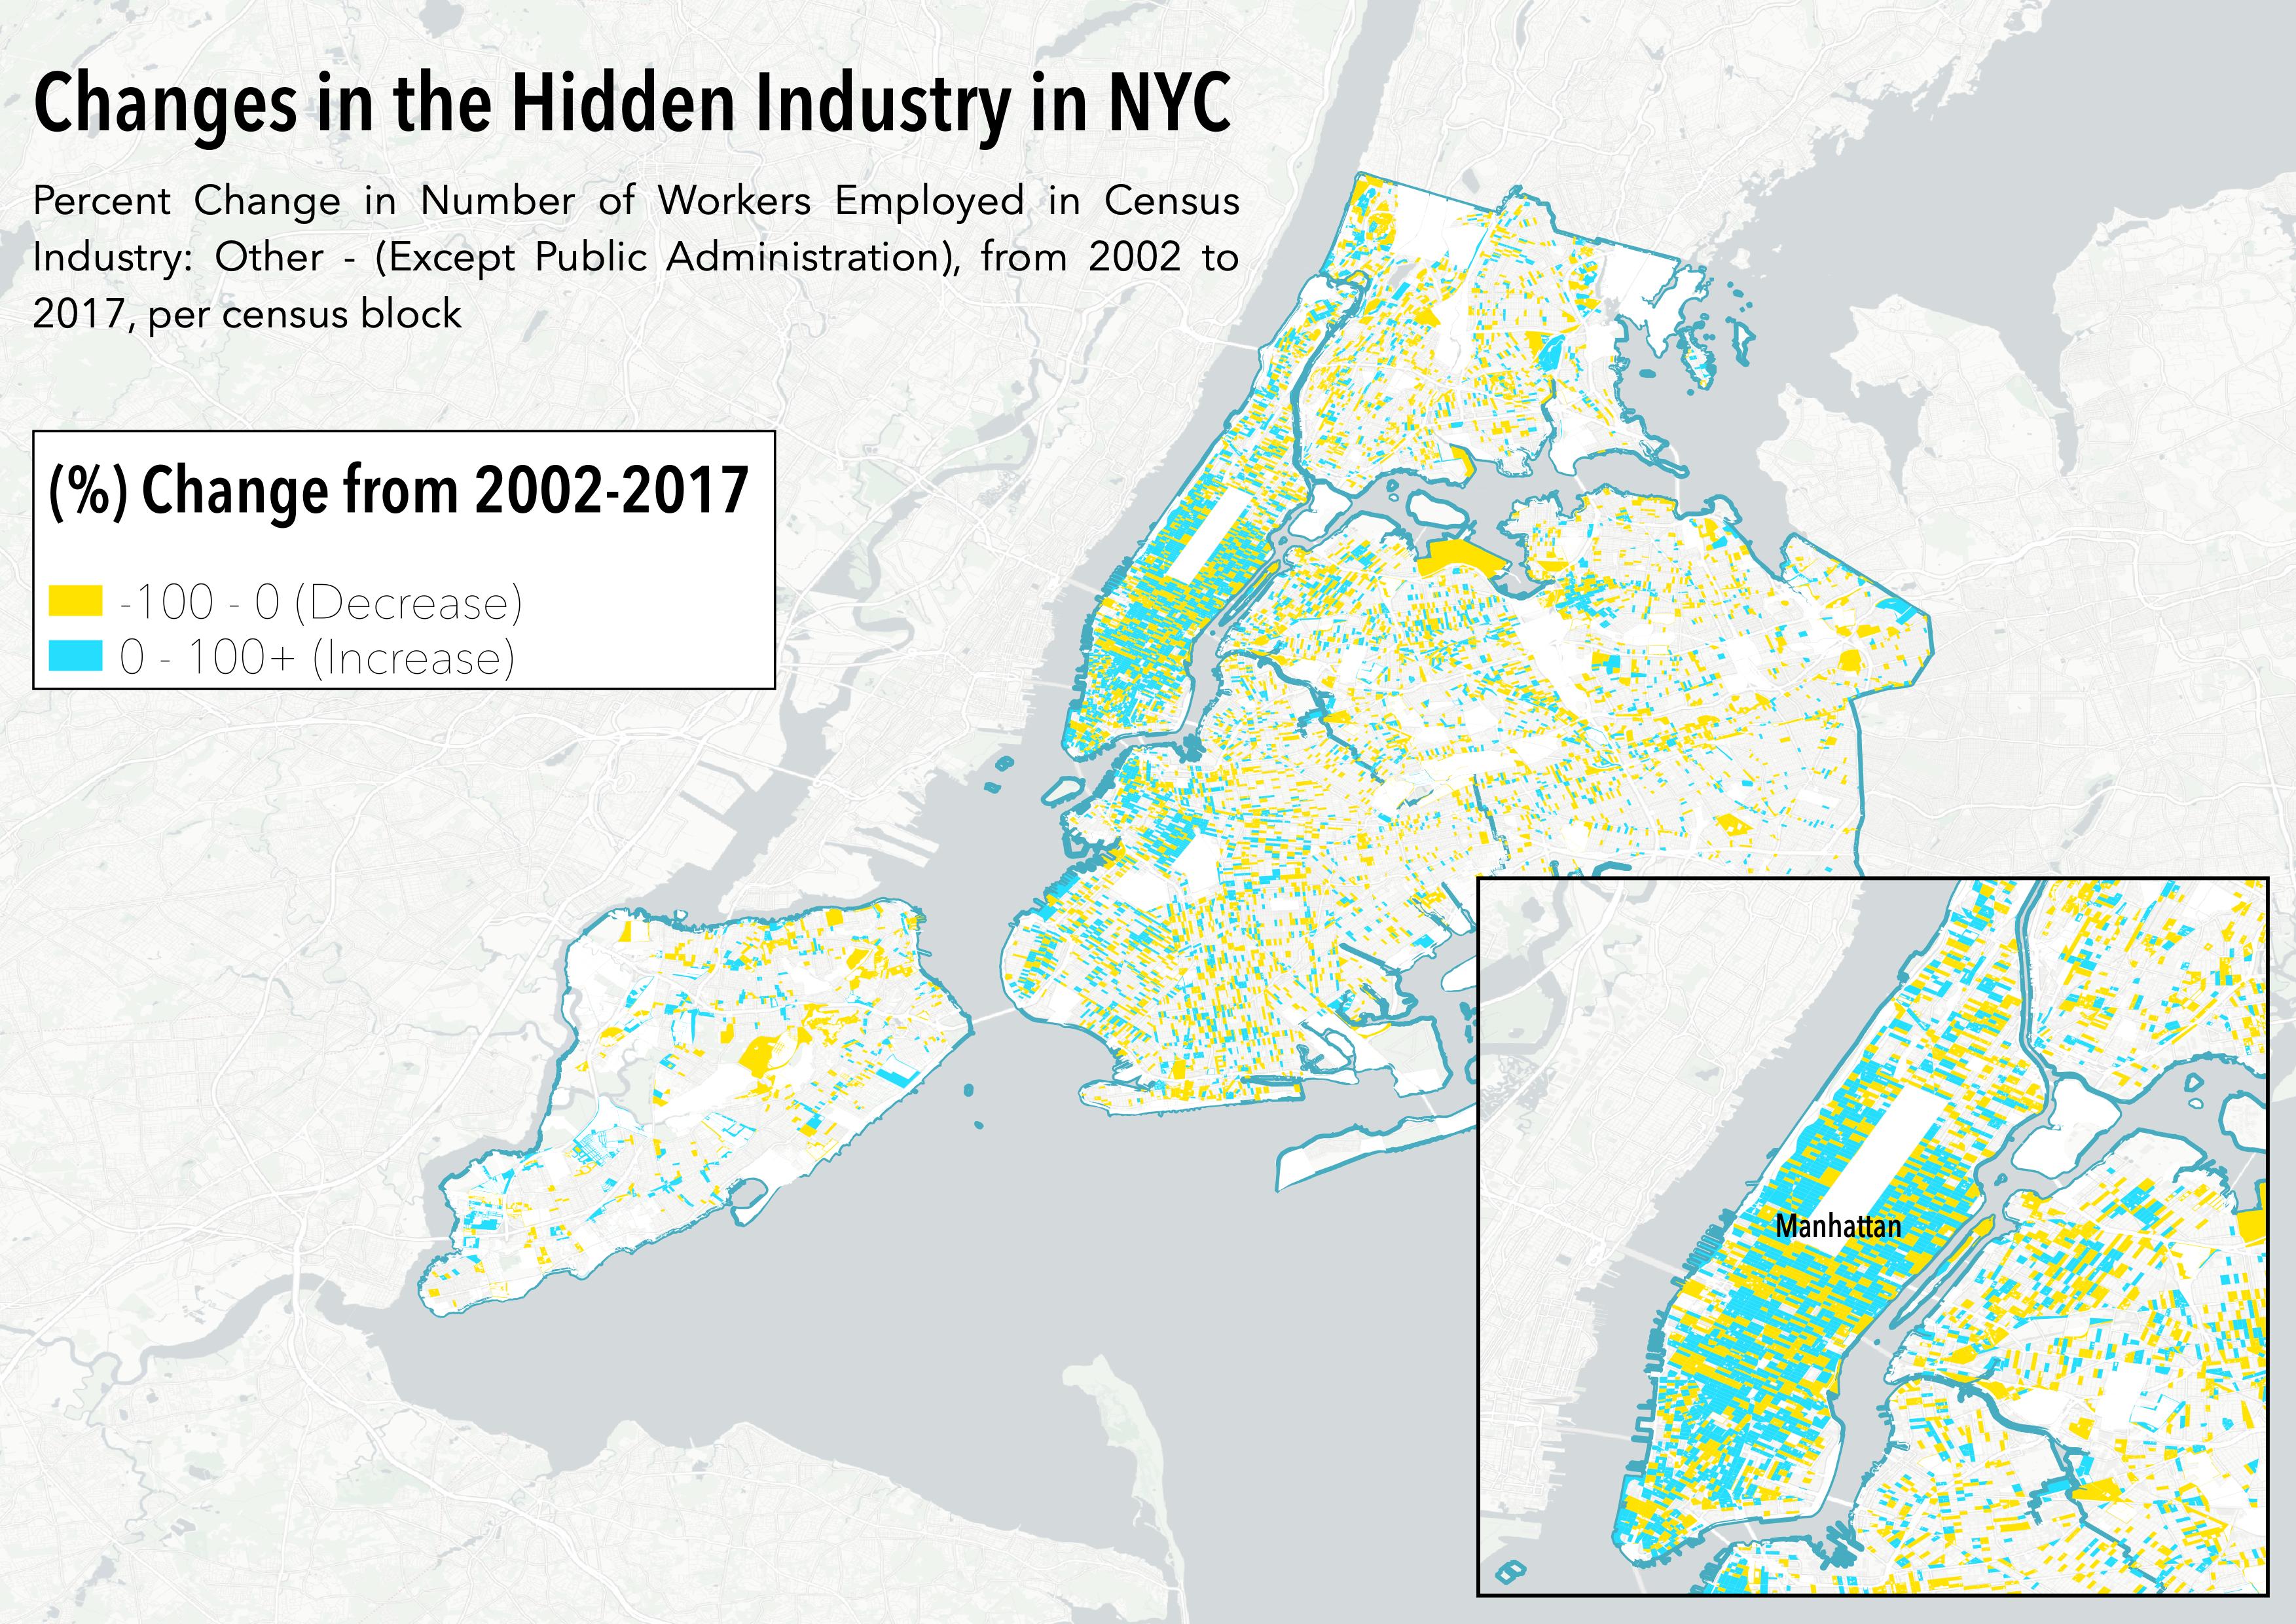 Changes in the Hidden Industry in NYC
Percent Change in Number of Workers Employed in Census
Industry: Other - (Except Public Administration), from 2002 to
2017, per census block
(%) Change from 2002-2017
-100 - 0 (Decrease)
0 - 100+ (Increase)
Manhattan